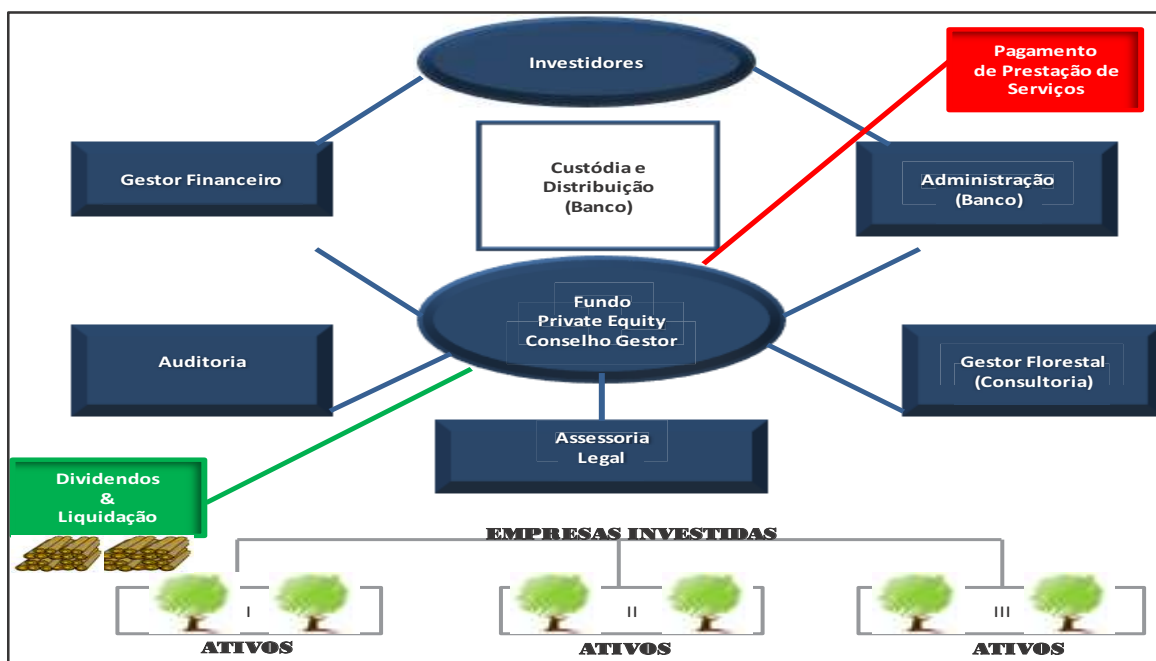 Investidores
Pagamento
de Prestação de
Serviços
Gestor Financeiro
Custódia e
Distribuição
(Banco)
Administração
(Banco)
Fundo
Private Equity
Conselho Gestor
Auditoria
Gestor Florestal
(Consultoria)
Assessoria
Legal
Dividendos
&
Liquidação
EMPRESAS INVESTIDAS
I
II
III
ATIVOS
ATIVOS
ATIVOS